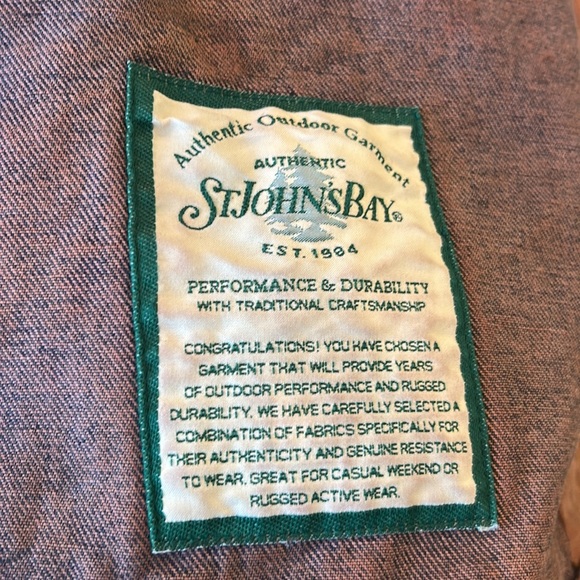 Authentic Outdoor Garment
AUTHENTIC
ST.JOHN'S BAY®
EST. 1984
PERFORMANCE & DURABILITY
WITH TRADITIONAL CRAFTSMANSHIP
CONGRATULATIONS! YOU HAVE CHOSEN A
GARMENT THAT WILL PROVIDE YEARS
OF OUTDOOR PERFORMANCE AND RUGGED
DURABILITY. WE HAVE CAREFULLY SELECTED A
COMBINATION OF FABRICS SPECIFICALLY FOR
THEIR AUTHENTICITY AND GENUINE RESISTANCE
TO WEAR. GREAT FOR CASUAL WEEKEND OR
RUGGED ACTIVE WEAR.